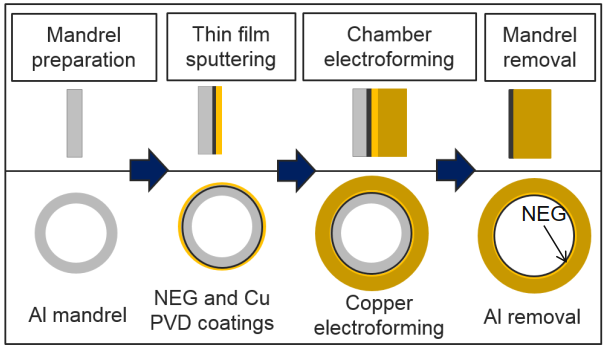 Mandrel
preparation
Thin film
sputtering
Chamber
electroforming
Mandrel
removal
Al mandrel
NEG and Cu
PVD coatings
Copper
electroforming
NEG
Al removal